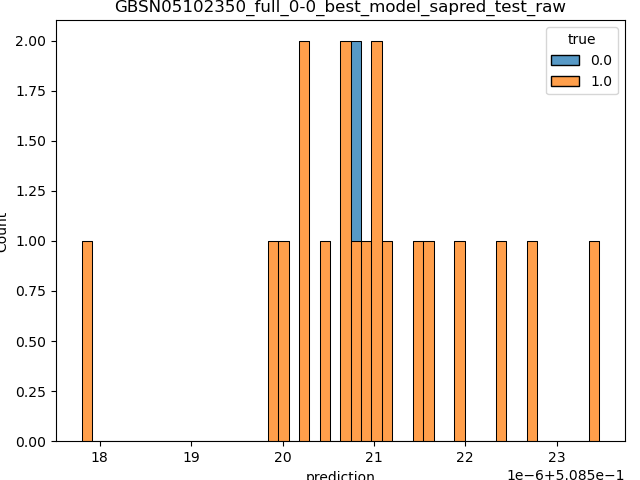 GBSN05102350_full_0-0_best_model_sapred_test_raw
true
0.0
1.0
2.00
1.75
1.50
1.25
1.00
0.75
0.50
0.25
0.00
Count
18 19 20 21 22 23
prediction
1e−6+5.085e−1